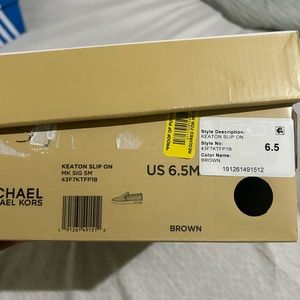 KEATON SLIP ON
MK SIG SM
43F7KTFP1B
US 6.5M
MICHAEL
MICHAEL KORS
BROWN
Style Description:
KEATON SLIP ON
Style No:
43F7KTFP1B
6.5
Color Name:
BROWN
191261491512